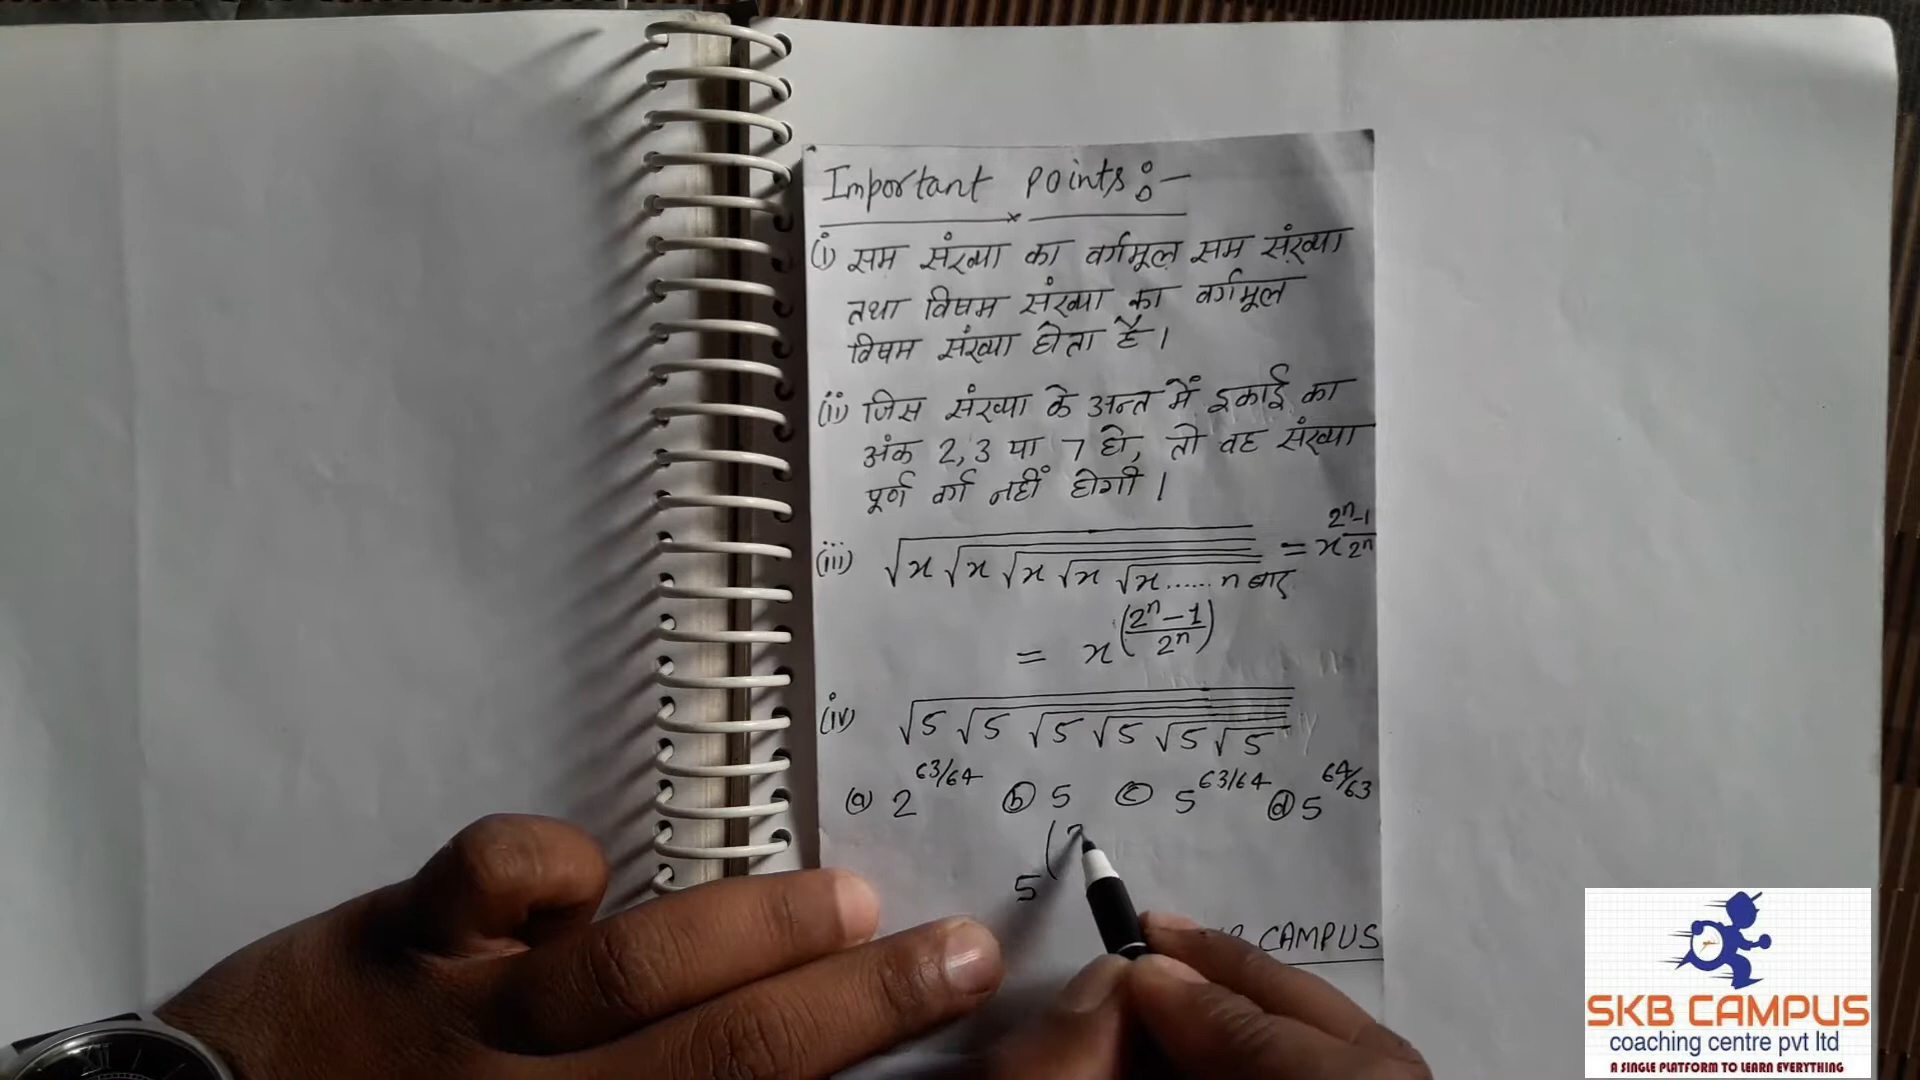 Important Points :-
(i) सम संख्या का वर्गमूल सम संख्या
तथा विषम संख्या का वर्गमूल
विषम संख्या होता है।
(ii) जिस संख्या के अन्त में इकाई का
अंक 2, 3 या 7 हो, तो वह संख्या
पूर्ण वर्ग नहीं होगी।
(iii) √x√x√x√x√x...... n बार = x^(2^n-1)/2^n
= x^((2^n-1)/2^n)
(iv) √5√5√5√5√5√5
(a) 2^63/64 (b) 5 (c) 5^63/64 (d) 5^64/63
5^(
CAMPUS
SKB CAMPUS
coaching centre pvt ltd
A SINGLE PLATFORM TO LEARN EVERYTHING